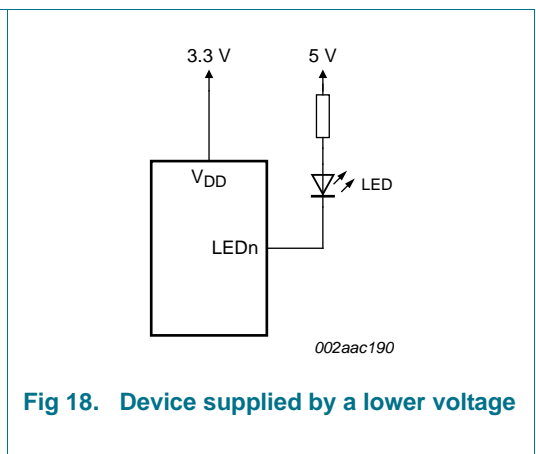 3.3 V
5 V
VDD
LED
LEDn
002aac190
Fig 18. Device supplied by a lower voltage